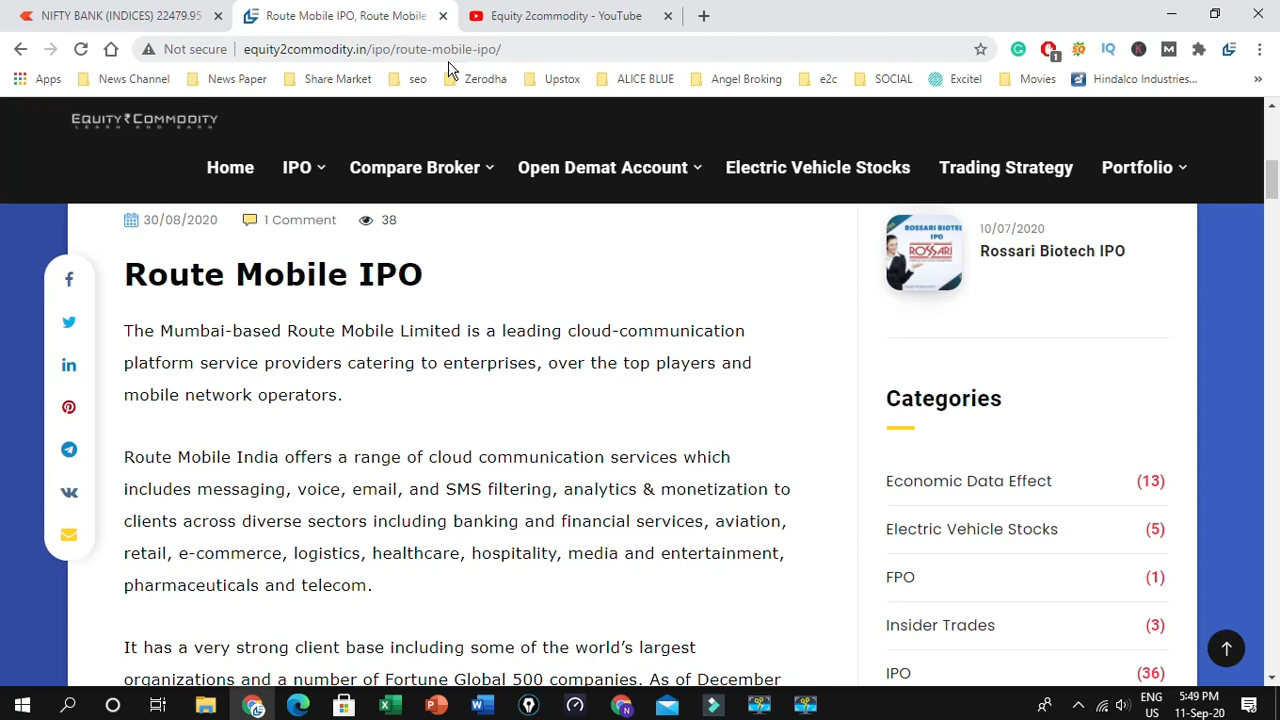 NIFTY BANK (INDICES) 22479.95
Route Mobile IPO, Route Mobile
Equity 2commodity - YouTube
Not secure
equity2commodity.in/ipo/route-mobile-ipo/
Apps
News Channel
News Paper
Share Market
seo
Zerodha
Upstox
ALICE BLUE
Angel Broking
e2c
SOCIAL
Excitel
Movies
Hindalco Industries...
EQUITY2COMMODITY
LEARN AND EARN
Home
IPO
Compare Broker
Open Demat Account
Electric Vehicle Stocks
Trading Strategy
Portfolio
30/08/2020
1 Comment
38
Route Mobile IPO
The Mumbai-based Route Mobile Limited is a leading cloud-communication
platform service providers catering to enterprises, over the top players and
mobile network operators.
Route Mobile India offers a range of cloud communication services which
includes messaging, voice, email, and SMS filtering, analytics & monetization to
clients across diverse sectors including banking and financial services, aviation,
retail, e-commerce, logistics, healthcare, hospitality, media and entertainment,
pharmaceuticals and telecom.
It has a very strong client base including some of the world's largest
organizations and a number of Fortune Global 500 companies. As of December
ROSSARI BIOTECH
IPO
ROSSARI
10/07/2020
Rossari Biotech IPO
Categories
Economic Data Effect (13)
Electric Vehicle Stocks (5)
FPO (1)
Insider Trades (3)
IPO (36)
ENG
US
5:49 PM
11-Sep-20